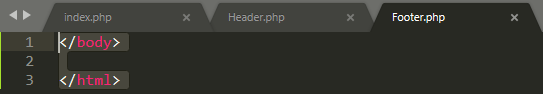 index.php × Header.php × Footer.php ×
1 </body>
2
3 </html>